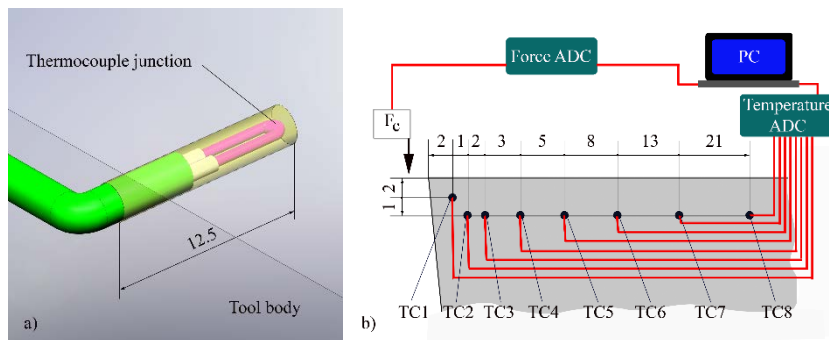 Thermocouple junction
12.5
Tool body
a)
Force ADC
PC
Temperature
ADC
Fc
2 1 2 3 5 8 13 21
2
1
TC1 TC2 TC3 TC4 TC5 TC6 TC7 TC8
b)